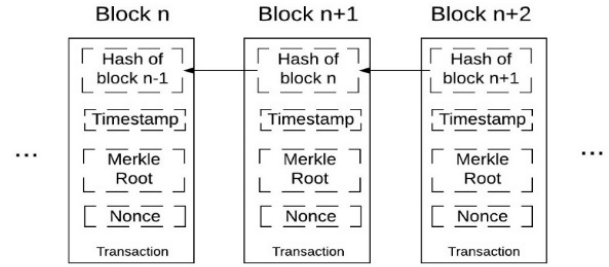 Block n
Block n+1
Block n+2
Hash of
block n-1
Hash of
block n
Hash of
block n+1
Timestamp
Timestamp
Timestamp
...
...
Merkle
Root
Merkle
Root
Merkle
Root
Nonce
Nonce
Nonce
Transaction
Transaction
Transaction